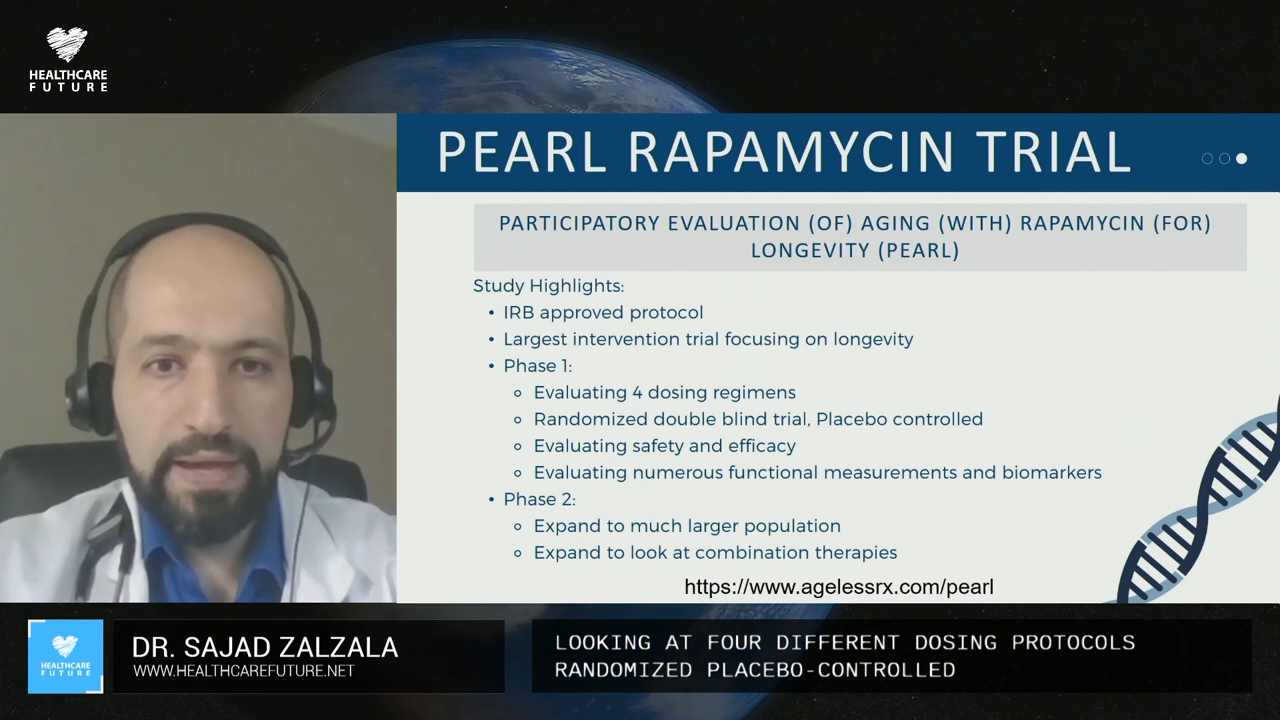 HEALTHCARE
FUTURE
PEARL RAPAMYCIN TRIAL
PARTICIPATORY EVALUATION (OF) AGING (WITH) RAPAMYCIN (FOR)
LONGEVITY (PEARL)
Study Highlights:
• IRB approved protocol
• Largest intervention trial focusing on longevity
• Phase 1:
○ Evaluating 4 dosing regimens
○ Randomized double blind trial, Placebo controlled
○ Evaluating safety and efficacy
○ Evaluating numerous functional measurements and biomarkers
• Phase 2:
○ Expand to much larger population
○ Expand to look at combination therapies
https://www.agelessrx.com/pearl
HEALTHCARE
FUTURE
DR. SAJAD ZALZALA
WWW.HEALTHCAREFUTURE.NET
LOOKING AT FOUR DIFFERENT DOSING PROTOCOLS
RANDOMIZED PLACEBO-CONTROLLED